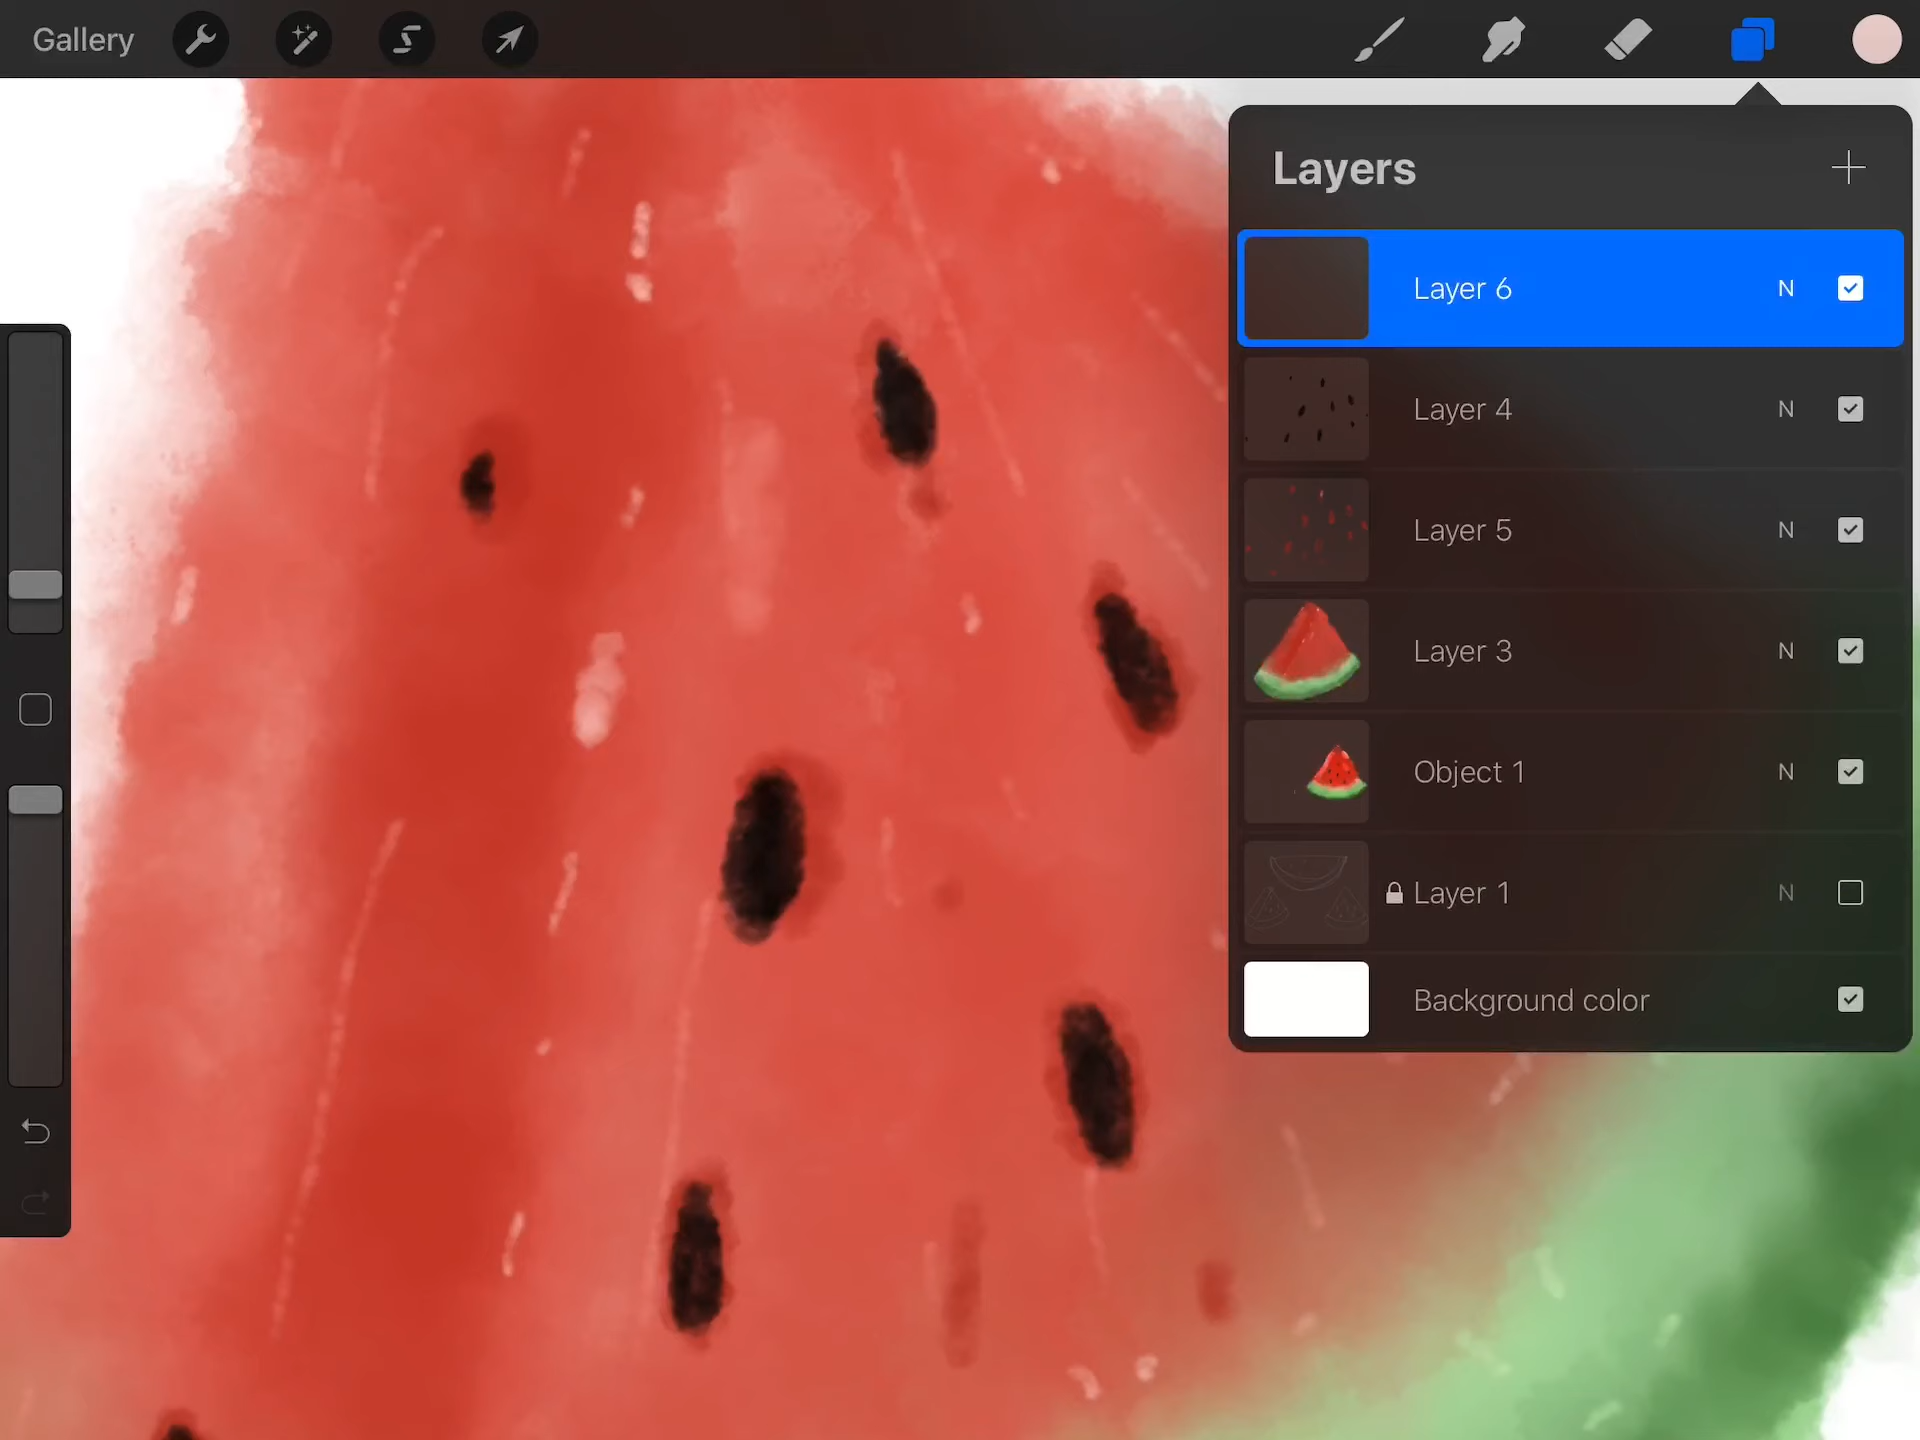 Gallery
Layers
Layer 6 N
Layer 4 N
Layer 5 N
Layer 3 N
Object 1 N
Layer 1 N
Background color